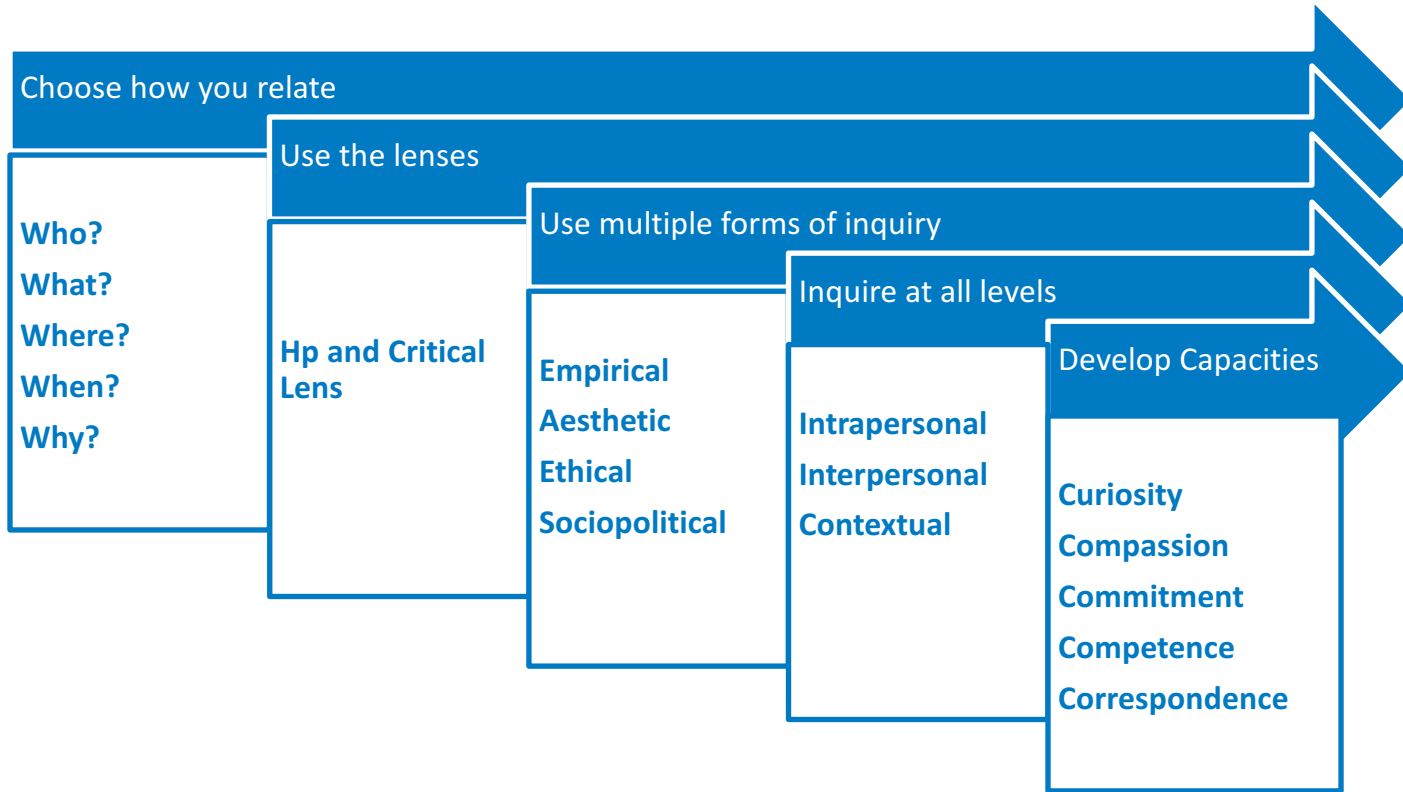 Choose how you relate
Who?
What?
Where?
When?
Why?
Use the lenses
Hp and Critical
Lens
Use multiple forms of inquiry
Empirical
Aesthetic
Ethical
Sociopolitical
Inquire at all levels
Intrapersonal
Interpersonal
Contextual
Develop Capacities
Curiosity
Compassion
Commitment
Competence
Correspondence